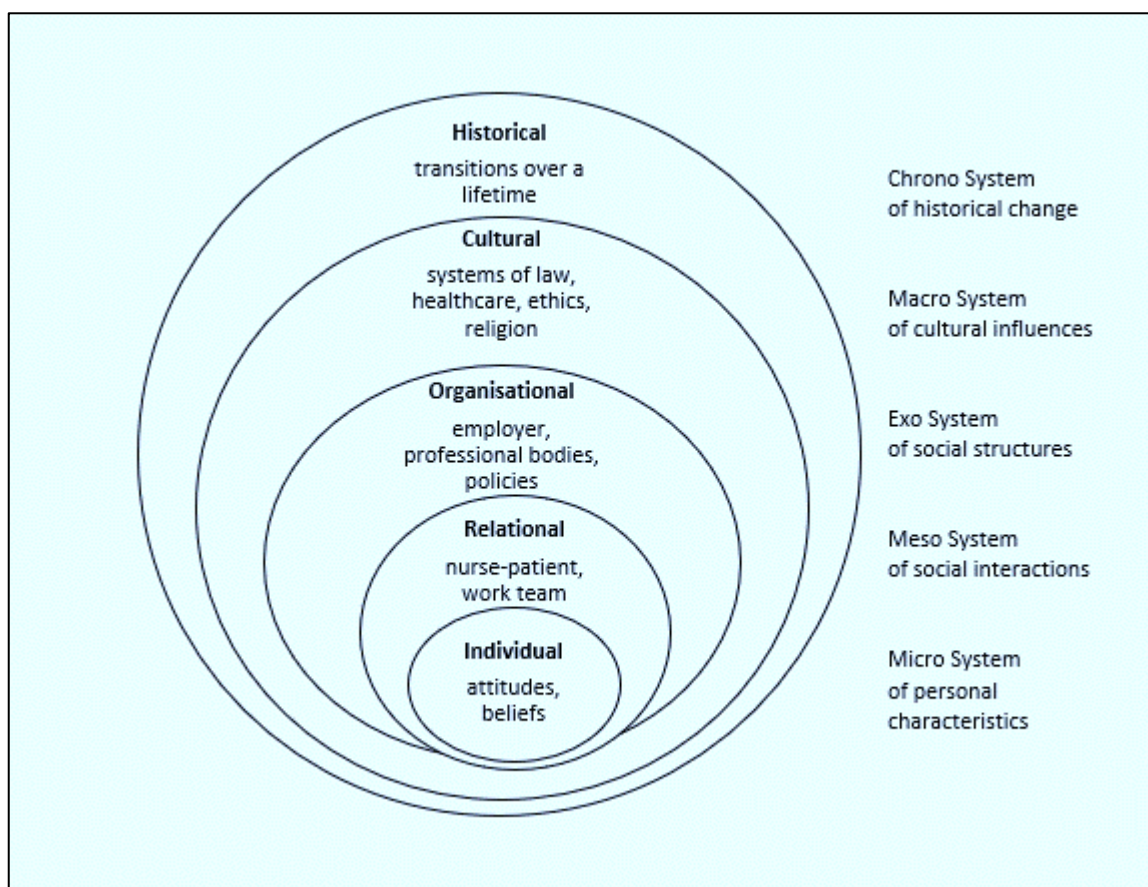 Historical
transitions over a
lifetime
Cultural
systems of law,
healthcare, ethics,
religion
Organisational
employer,
professional bodies,
policies
Relational
nurse-patient,
work team
Individual
attitudes,
beliefs
Chrono System
of historical change
Macro System
of cultural influences
Exo System
of social structures
Meso System
of social interactions
Micro System
of personal
characteristics